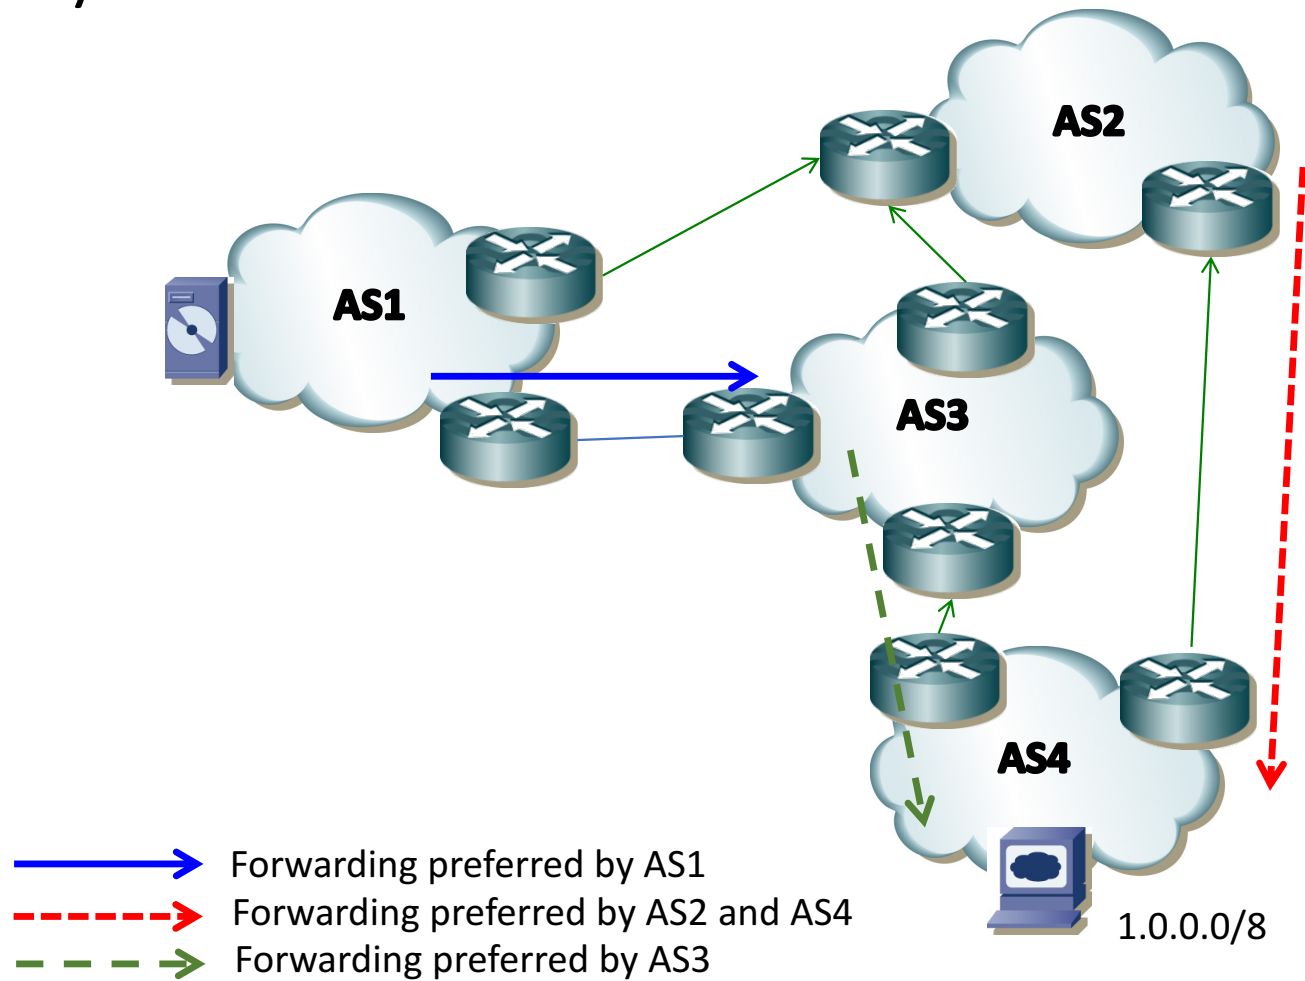 AS2
AS1
AS3
AS4
Forwarding preferred by AS1
Forwarding preferred by AS2 and AS4
Forwarding preferred by AS3
1.0.0.0/8